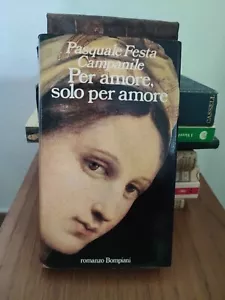 Pasquale Festa
Campanile
Per amore,
solo per amore
romanzo Bompiani